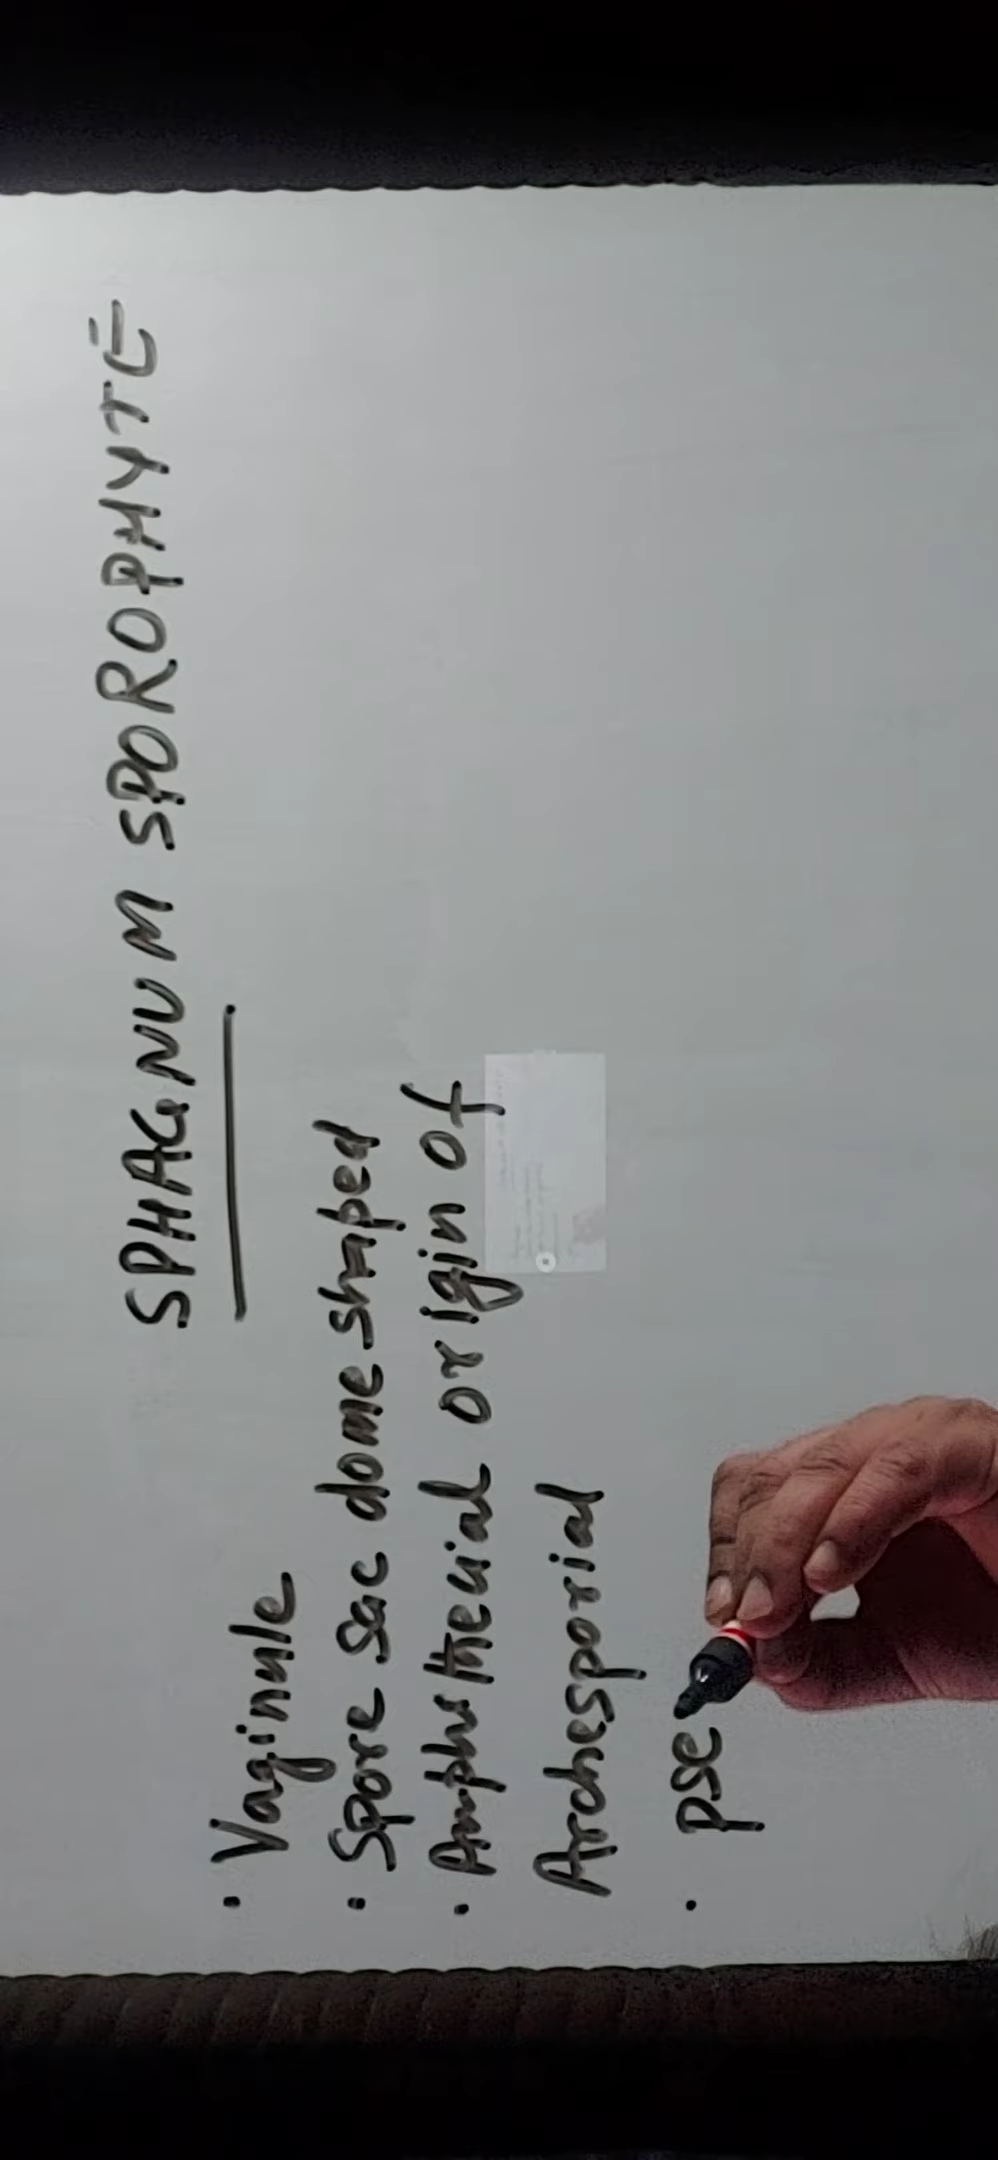 SPHAGNUM SPOROPHYTE
• Vaginule
• Spore sac dome-shaped
• Amphithecial origin of
Archesporial
• pse